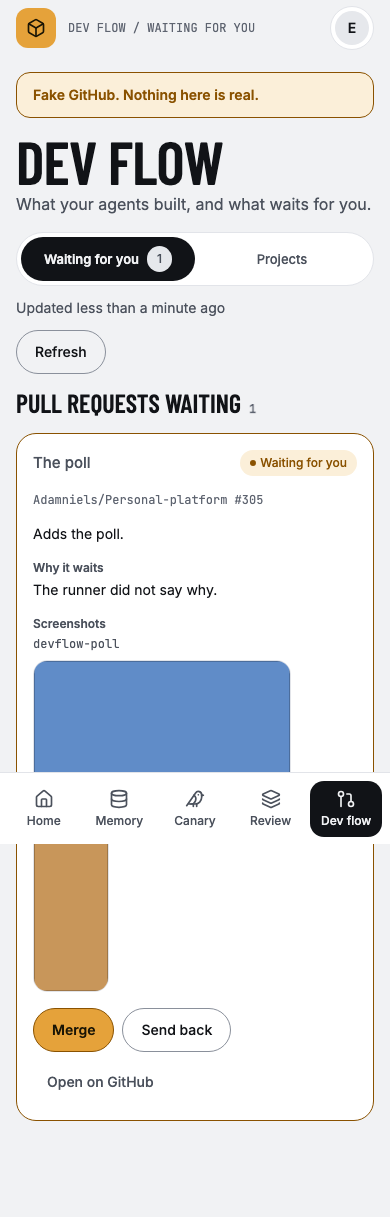 DEV FLOW / WAITING FOR YOU
E
Fake GitHub. Nothing here is real.
DEV FLOW
What your agents built, and what waits for you.
Waiting for you 1
Projects
Updated less than a minute ago
Refresh
PULL REQUESTS WAITING 1
The poll
Waiting for you
Adamniels/Personal-platform #305
Adds the poll.
Why it waits
The runner did not say why.
Screenshots
devflow-poll
Home
Memory
Canary
Review
Dev flow
Merge
Send back
Open on GitHub